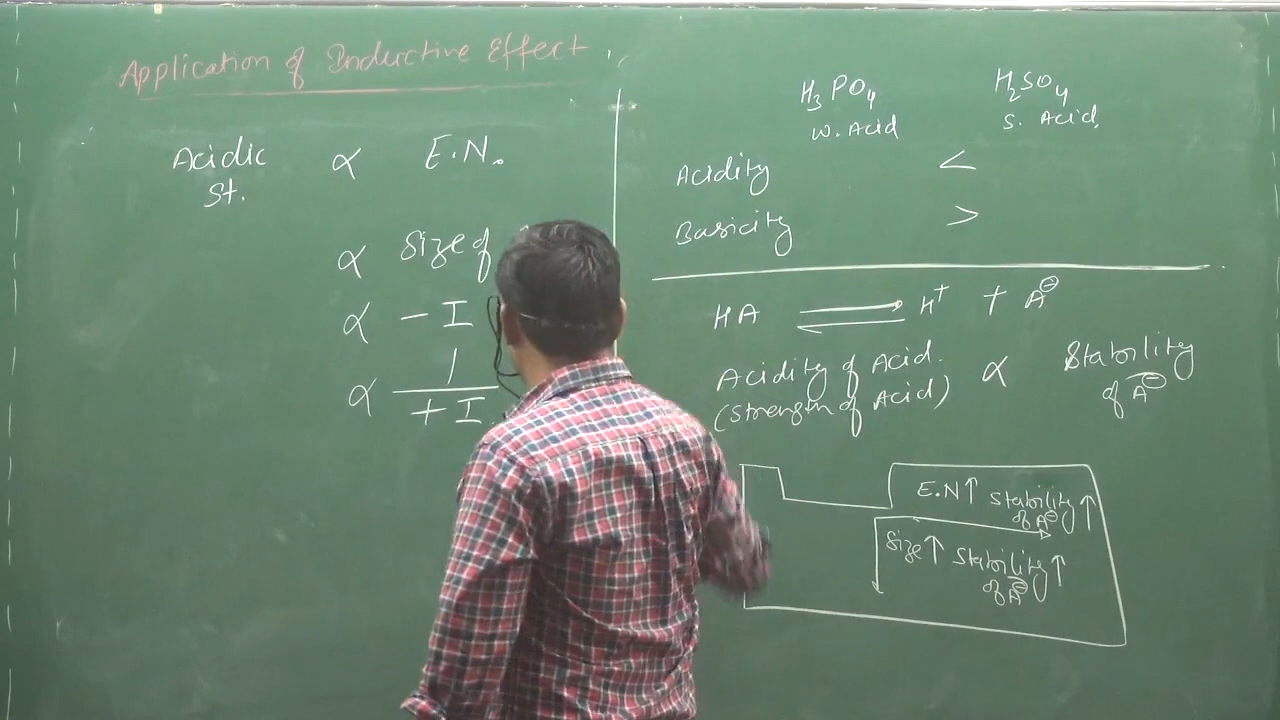 Application of Inductive Effect
Acidic St. ∝ E.N.
∝ Size of
∝ -I
∝ 1/+I
H3PO4 H2SO4
W. Acid S. Acid
Acidity <
Basicity >
HA ⇌ H+ + A⊖
Acidity of Acid. ∝ Stability of A⊖
(Strength of Acid)
E.N↑ Stability of A⊖ ↑
Size↑ Stability of A⊖ ↑